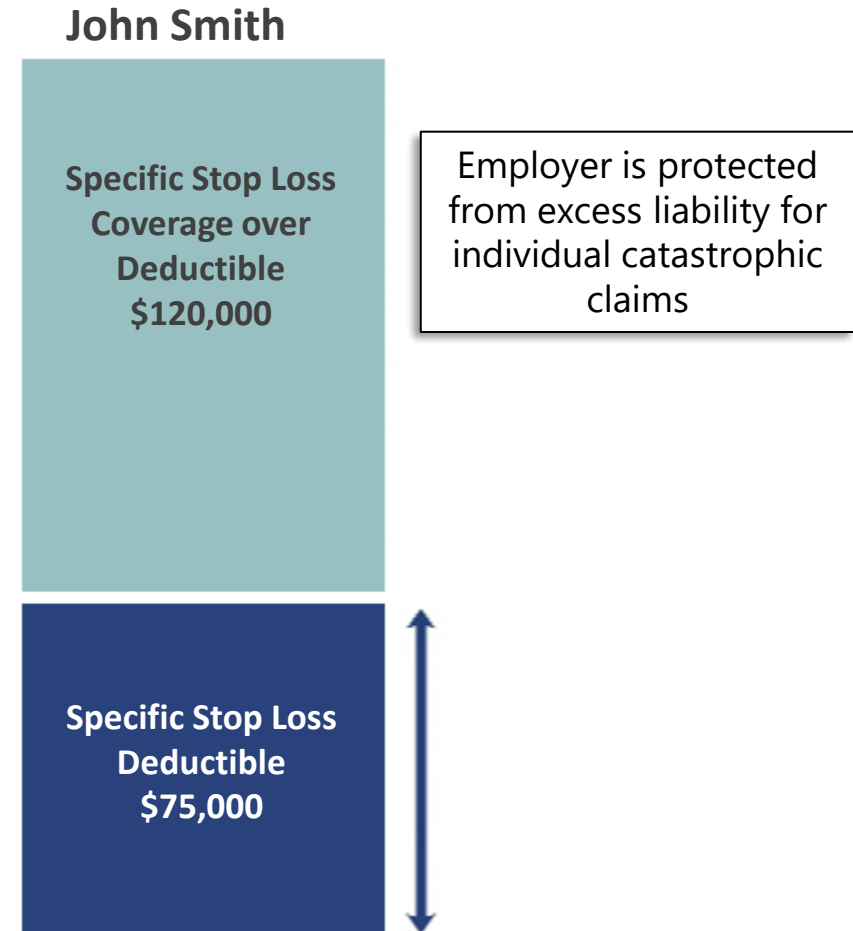 John Smith
Specific Stop Loss
Coverage over
Deductible
$120,000
Employer is protected
from excess liability for
individual catastrophic
claims
Specific Stop Loss
Deductible
$75,000